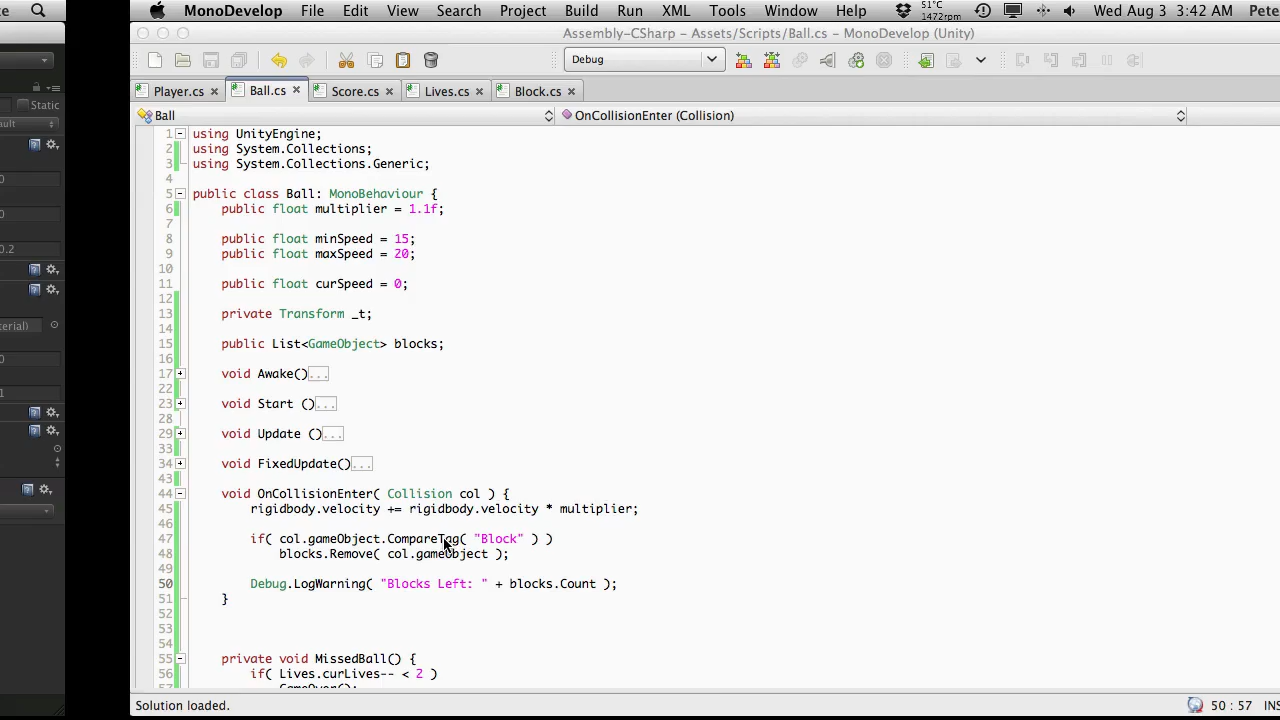 MonoDevelop File Edit View Search Project Build Run XML Tools Window Help 51°C 1472rpm Wed Aug 3 3:42 AM Pete
Assembly-CSharp – Assets/Scripts/Ball.cs – MonoDevelop (Unity)
Debug
Static
Player.cs Ball.cs Score.cs Lives.cs Block.cs
Ball OnCollisionEnter (Collision)
1 using UnityEngine;
2 using System.Collections;
3 using System.Collections.Generic;
4
5 public class Ball: MonoBehaviour {
6 public float multiplier = 1.1f;
7
8 public float minSpeed = 15;
9 public float maxSpeed = 20;
10
11 public float curSpeed = 0;
12
13 private Transform _t;
14
15 public List<GameObject> blocks;
16
17 void Awake()...
22
23 void Start ()...
28
29 void Update ()...
33
34 void FixedUpdate()...
43
44 void OnCollisionEnter( Collision col ) {
45 rigidbody.velocity += rigidbody.velocity * multiplier;
46
47 if( col.gameObject.CompareTag( "Block" ) )
48 blocks.Remove( col.gameObject );
49
50 Debug.LogWarning( "Blocks Left: " + blocks.Count );
51 }
52
53
54
55 private void MissedBall() {
56 if( Lives.curLives-- < 2 )
57 GameOver();
Solution loaded. 50 : 57 INS